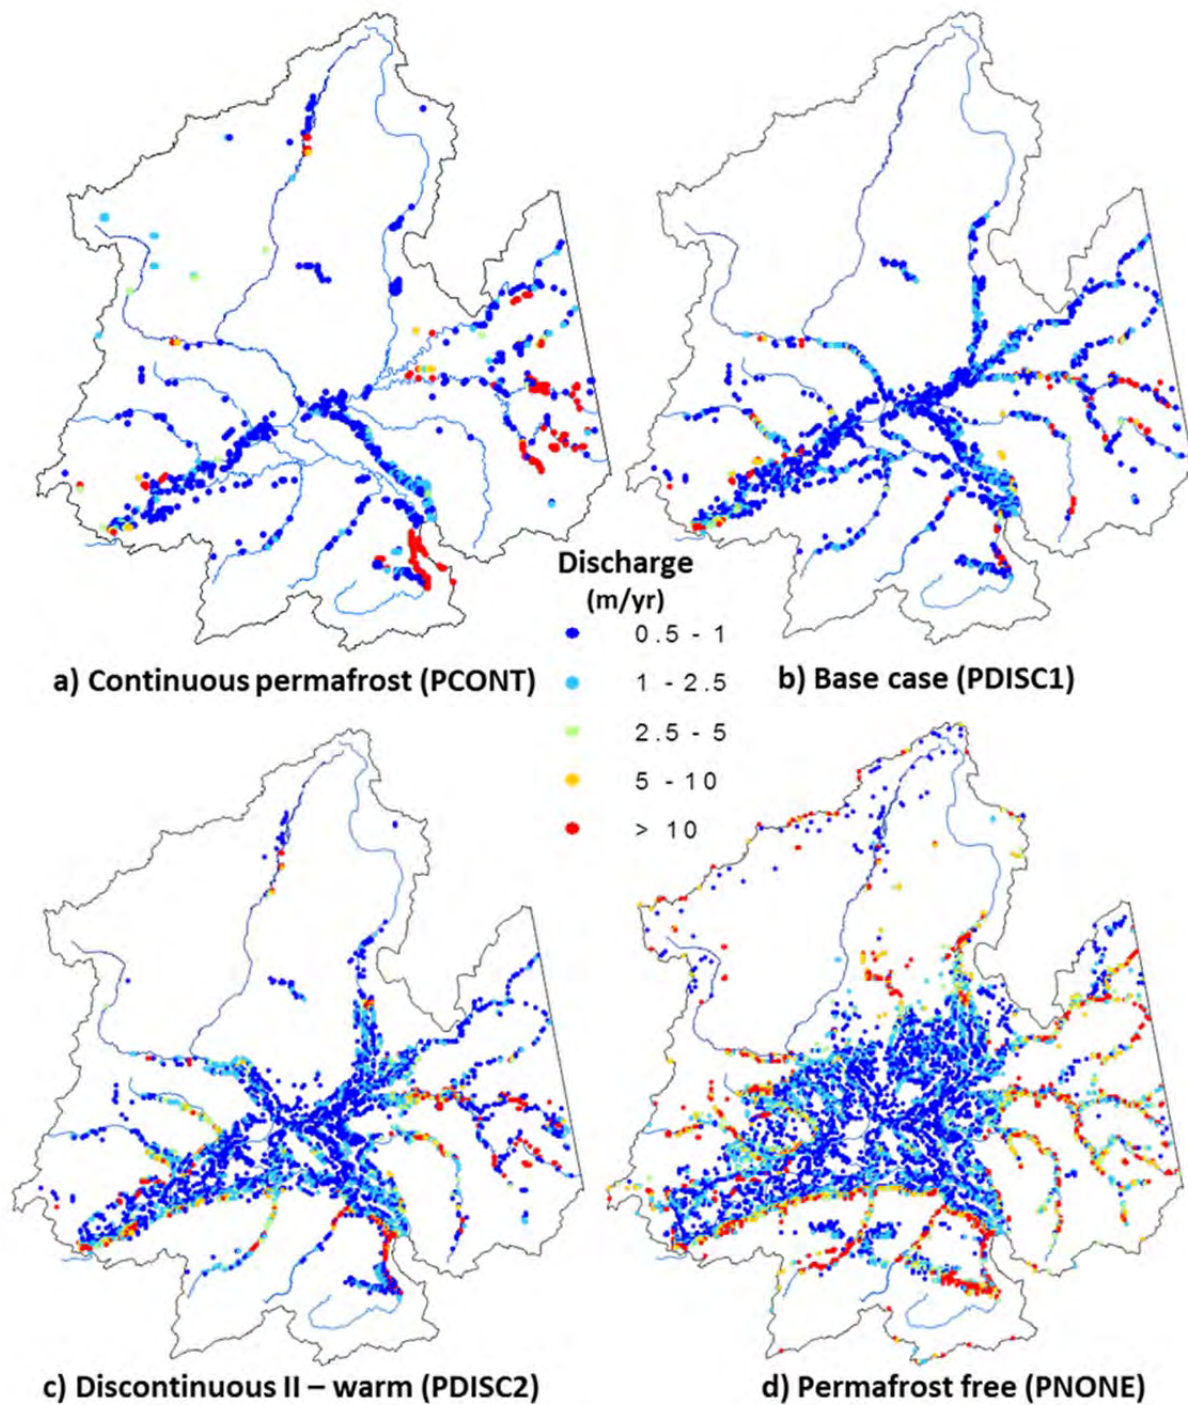 Discharge
(m/yr)
0.5 - 1
a) Continuous permafrost (PCONT)
1 - 2.5
b) Base case (PDISC1)
2.5 - 5
5 - 10
> 10
c) Discontinuous II – warm (PDISC2)
d) Permafrost free (PNONE)